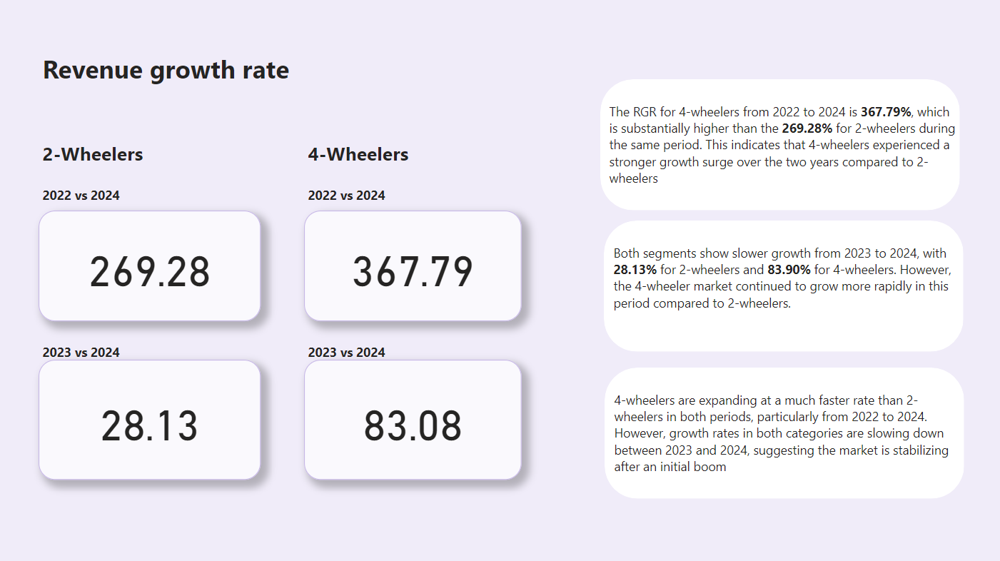 Revenue growth rate
2-Wheelers
2022 vs 2024
269.28
2023 vs 2024
28.13
4-Wheelers
2022 vs 2024
367.79
2023 vs 2024
83.08
The RGR for 4-wheelers from 2022 to 2024 is 367.79%, which
is substantially higher than the 269.28% for 2-wheelers during
the same period. This indicates that 4-wheelers experienced a
stronger growth surge over the two years compared to 2-
wheelers
Both segments show slower growth from 2023 to 2024, with
28.13% for 2-wheelers and 83.90% for 4-wheelers. However,
the 4-wheeler market continued to grow more rapidly in this
period compared to 2-wheelers.
4-wheelers are expanding at a much faster rate than 2-
wheelers in both periods, particularly from 2022 to 2024.
However, growth rates in both categories are slowing down
between 2023 and 2024, suggesting the market is stabilizing
after an initial boom